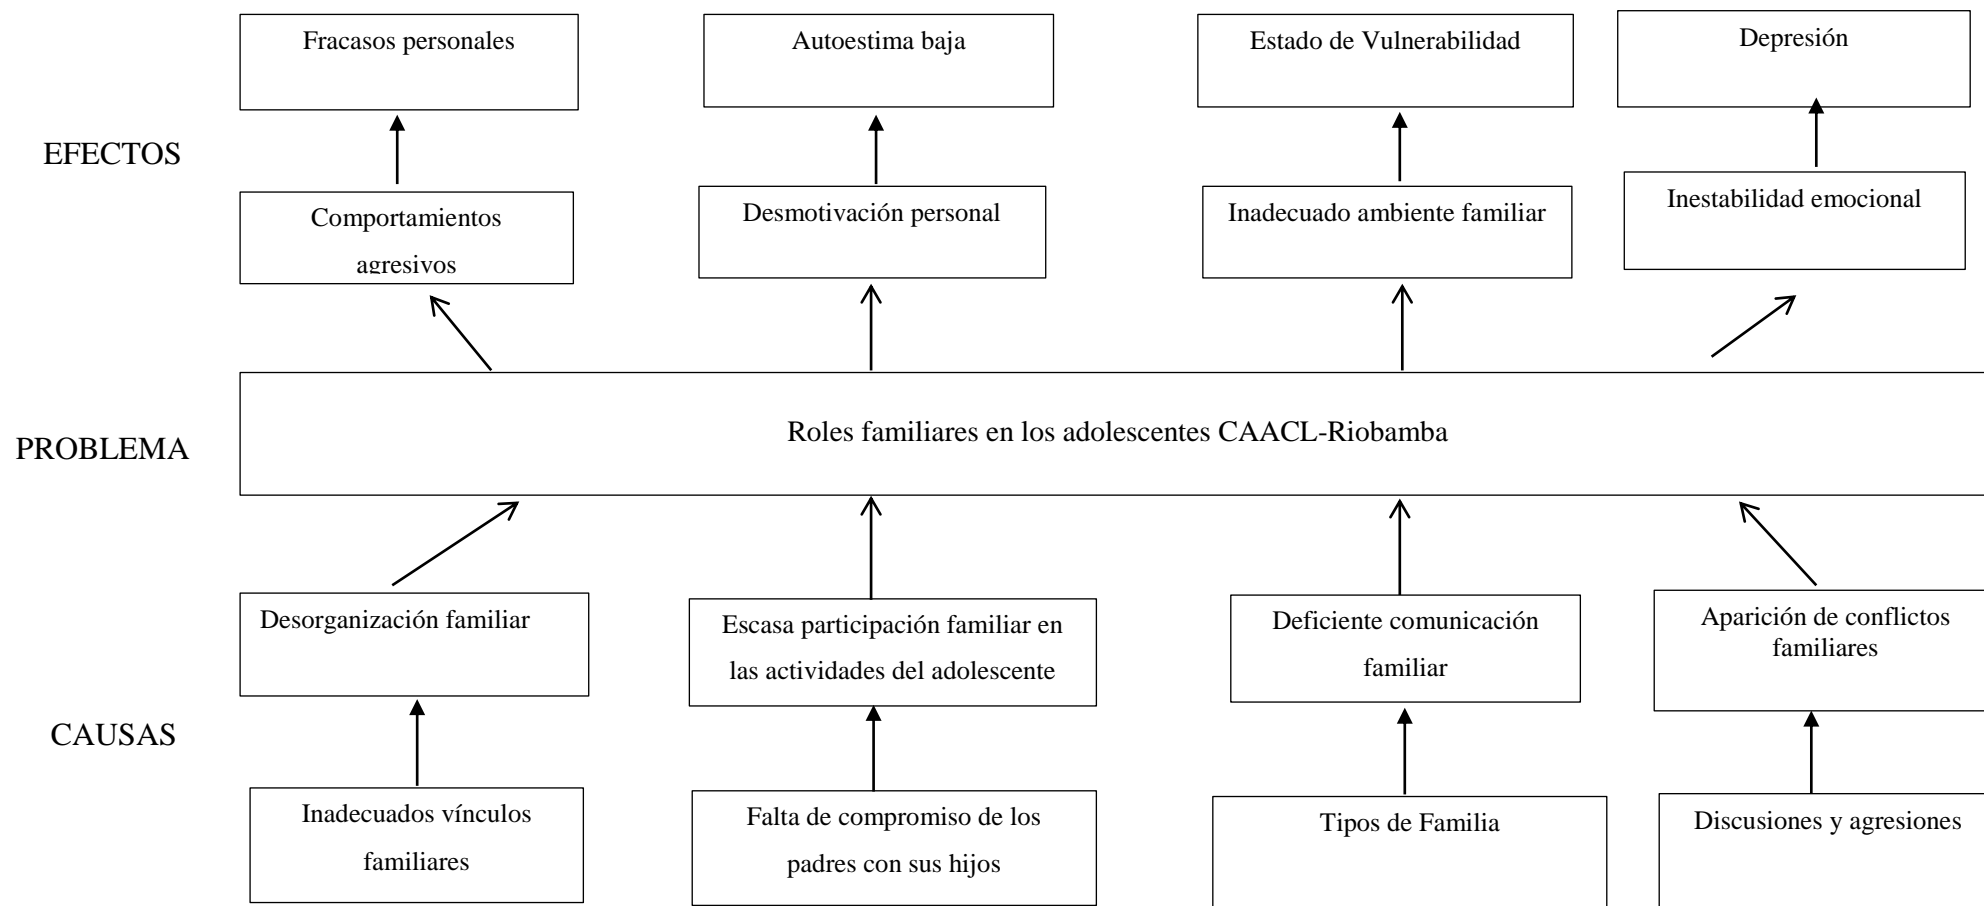 Fracasos personales
Autoestima baja
Estado de Vulnerabilidad
Depresión
EFECTOS
Comportamientos
agresivos
Desmotivación personal
Inadecuado ambiente familiar
Inestabilidad emocional
PROBLEMA
Roles familiares en los adolescentes CAACL-Riobamba
Desorganización familiar
Escasa participación familiar en
las actividades del adolescente
Deficiente comunicación
familiar
Aparición de conflictos
familiares
CAUSAS
Inadecuados vínculos
familiares
Falta de compromiso de los
padres con sus hijos
Tipos de Familia
Discusiones y agresiones